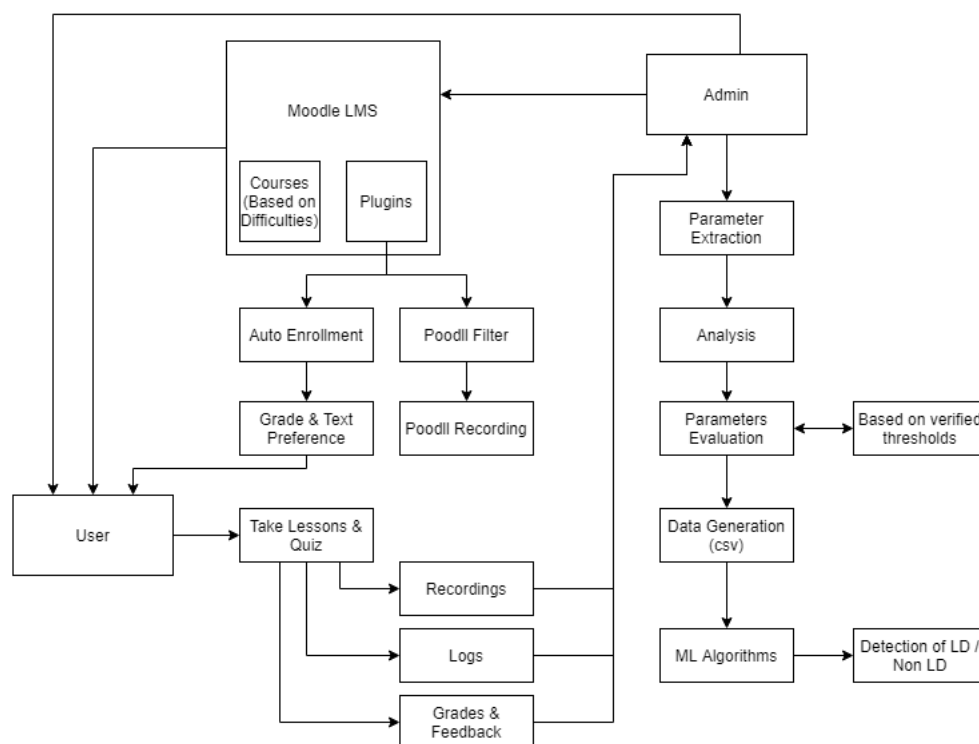 Moodle LMS
Admin
Courses
(Based on
Difficulties)
Plugins
Parameter
Extraction
Auto Enrollment
Poodll Filter
Analysis
Grade & Text
Preference
Poodll Recording
Parameters
Evaluation
Based on verified
thresholds
User
Take Lessons &
Quiz
Data Generation
(csv)
Recordings
Logs
ML Algorithms
Detection of LD /
Non LD
Grades &
Feedback